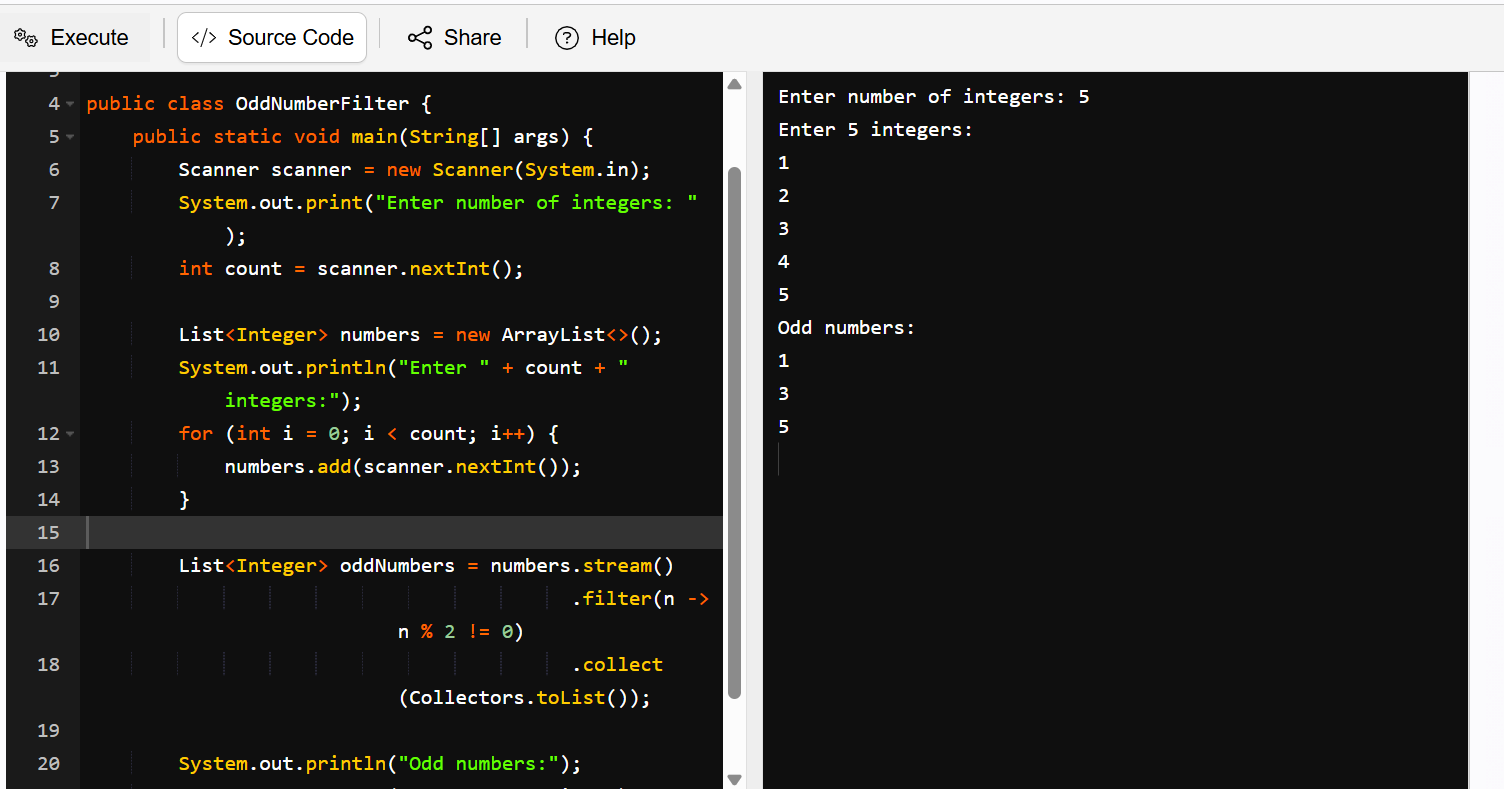 Execute
</> Source Code
Share
? Help
4 public class OddNumberFilter {
5 public static void main(String[] args) {
6 Scanner scanner = new Scanner(System.in);
7 System.out.print("Enter number of integers: "
);
8 int count = scanner.nextInt();
9
10 List<Integer> numbers = new ArrayList<>();
11 System.out.println("Enter " + count + "
integers:");
12 for (int i = 0; i < count; i++) {
13 numbers.add(scanner.nextInt());
14 }
15
16 List<Integer> oddNumbers = numbers.stream()
17 .filter(n ->
n % 2 != 0)
18 .collect
(Collectors.toList());
19
20 System.out.println("Odd numbers:");
Enter number of integers: 5
Enter 5 integers:
1
2
3
4
5
Odd numbers:
1
3
5